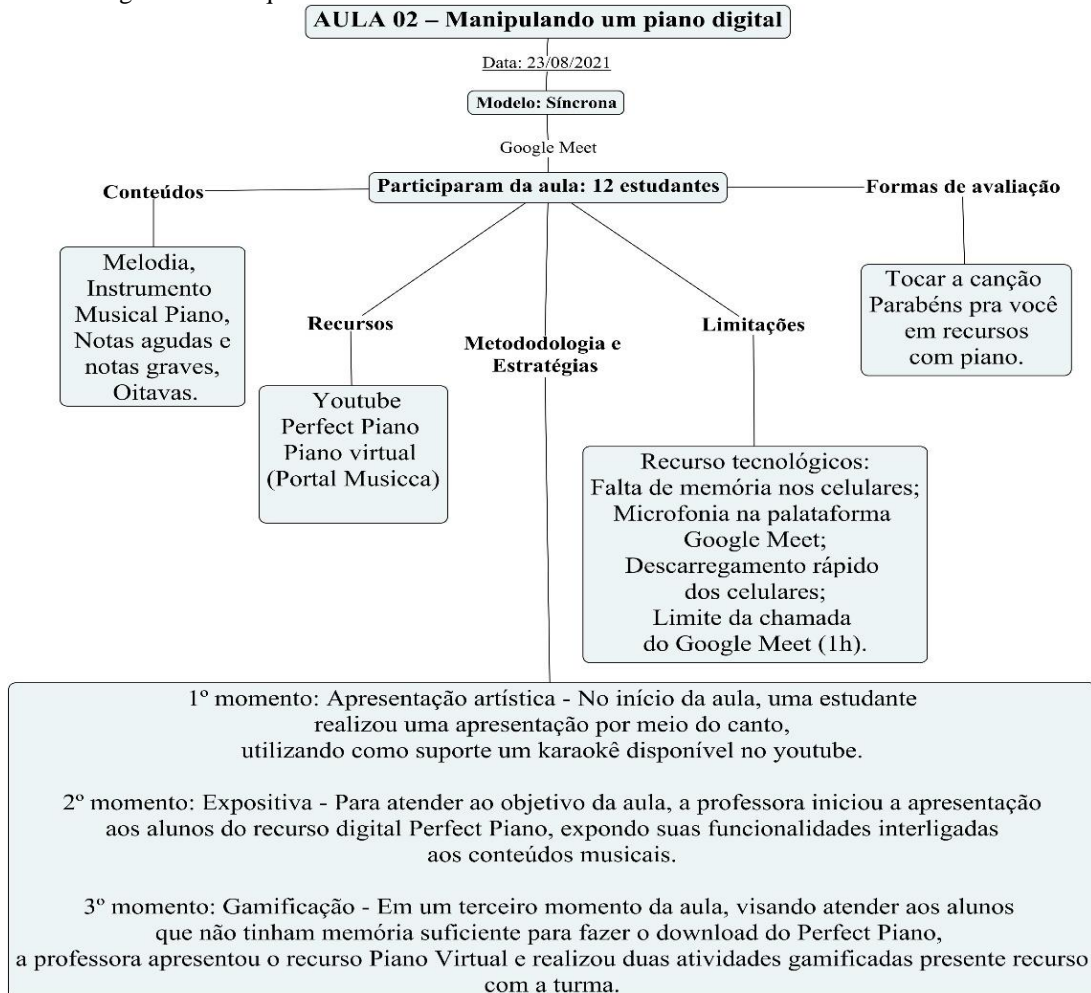 AULA 02 – Manipulando um piano digital
Data: 23/08/2021
Modelo: Síncrona
Google Meet
Participaram da aula: 12 estudantes
Conteúdos
Melodia,
Instrumento
Musical Piano,
Notas agudas e
notas graves,
Oitavas.
Recursos
Youtube
Perfect Piano
Piano virtual
(Portal Musicca)
Metododologia e
Estratégias
Limitações
Recurso tecnológicos:
Falta de memória nos celulares;
Microfonia na palataforma
Google Meet;
Descarregamento rápido
dos celulares;
Limite da chamada
do Google Meet (1h).
Formas de avaliação
Tocar a canção
Parabéns pra você
em recursos
com piano.
1º momento: Apresentação artística - No início da aula, uma estudante
realizou uma apresentação por meio do canto,
utilizando como suporte um karaokê disponível no youtube.
2º momento: Expositiva - Para atender ao objetivo da aula, a professora iniciou a apresentação
aos alunos do recurso digital Perfect Piano, expondo suas funcionalidades interligadas
aos conteúdos musicais.
3º momento: Gamificação - Em um terceiro momento da aula, visando atender aos alunos
que não tinham memória suficiente para fazer o download do Perfect Piano,
a professora apresentou o recurso Piano Virtual e realizou duas atividades gamificadas presente recurso
com a turma.